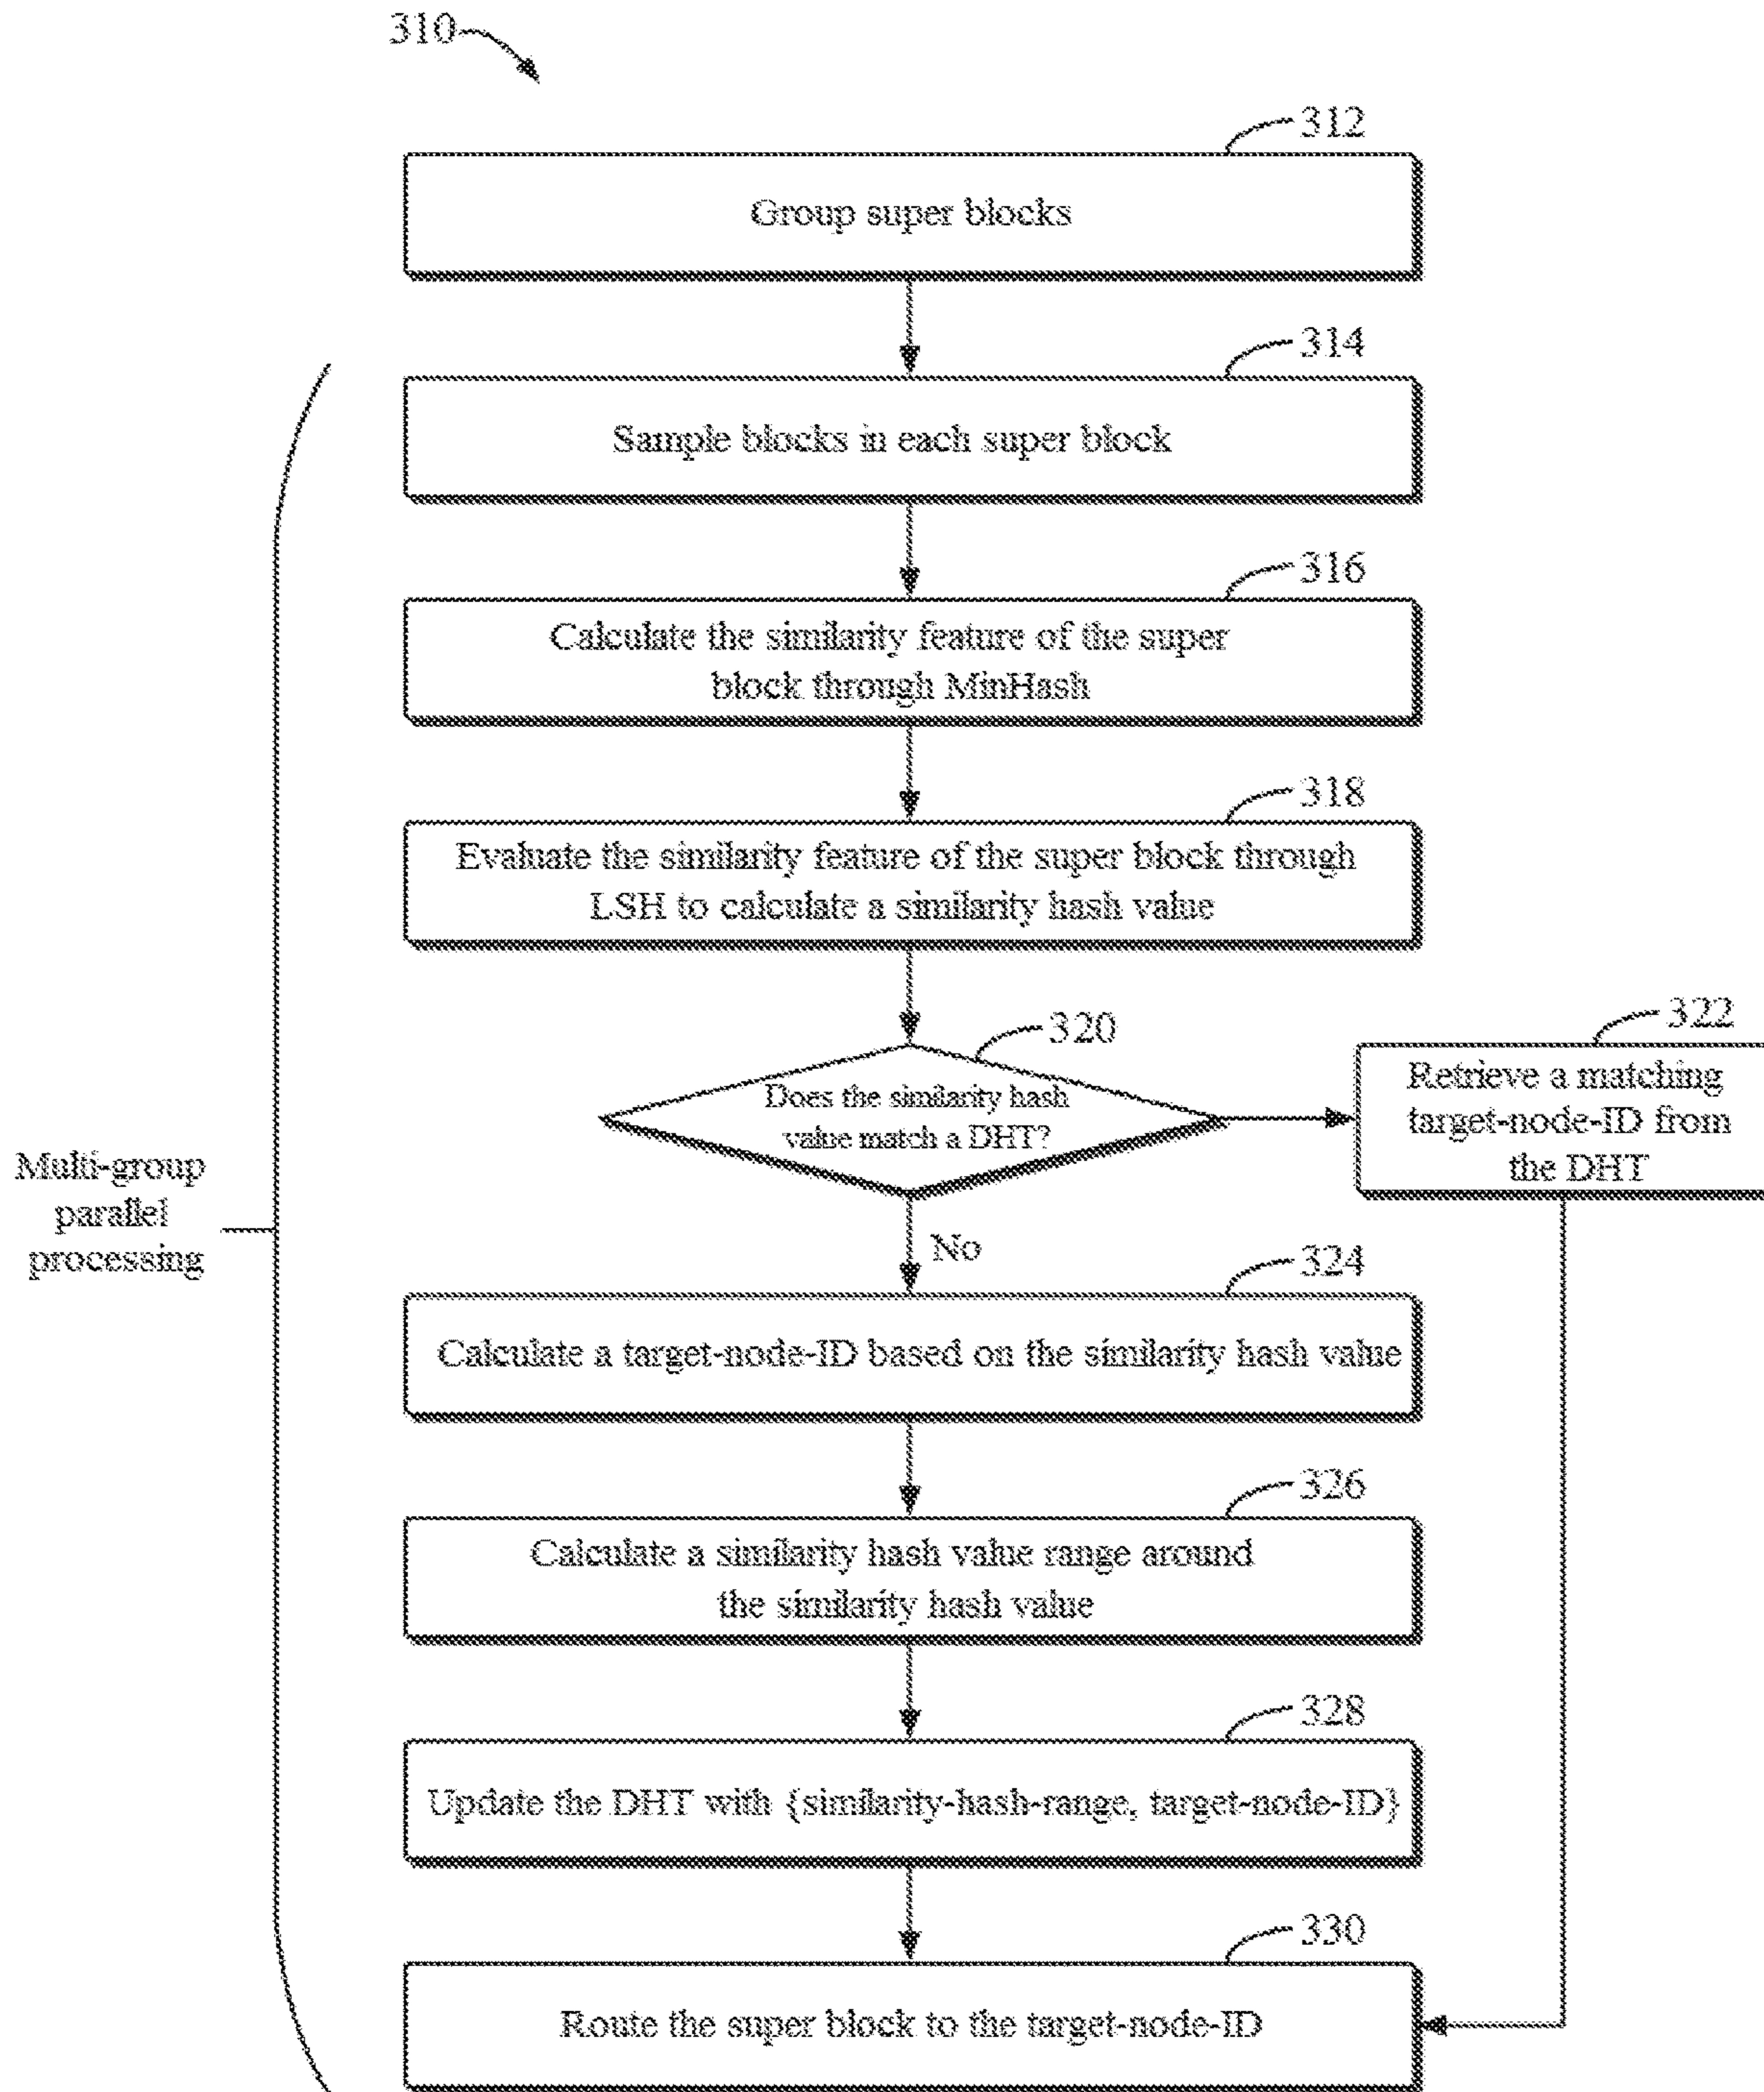 310
312
Group super blocks
314
Sample blocks in each super block
316
Calculate the similarity feature of the super
block through MinHash
318
Evaluate the similarity feature of the super block through
LSH to calculate a similarity hash value
320
Does the similarity hash
value match a DHT?
322
Retrieve a matching
target-node-ID from
the DHT
Multi-group
parallel
processing
No
324
Calculate a target-node-ID based on the similarity hash value
326
Calculate a similarity hash value range around
the similarity hash value
328
Update the DHT with {similarity-hash-range, target-node-ID}
330
Route the super block to the target-node-ID